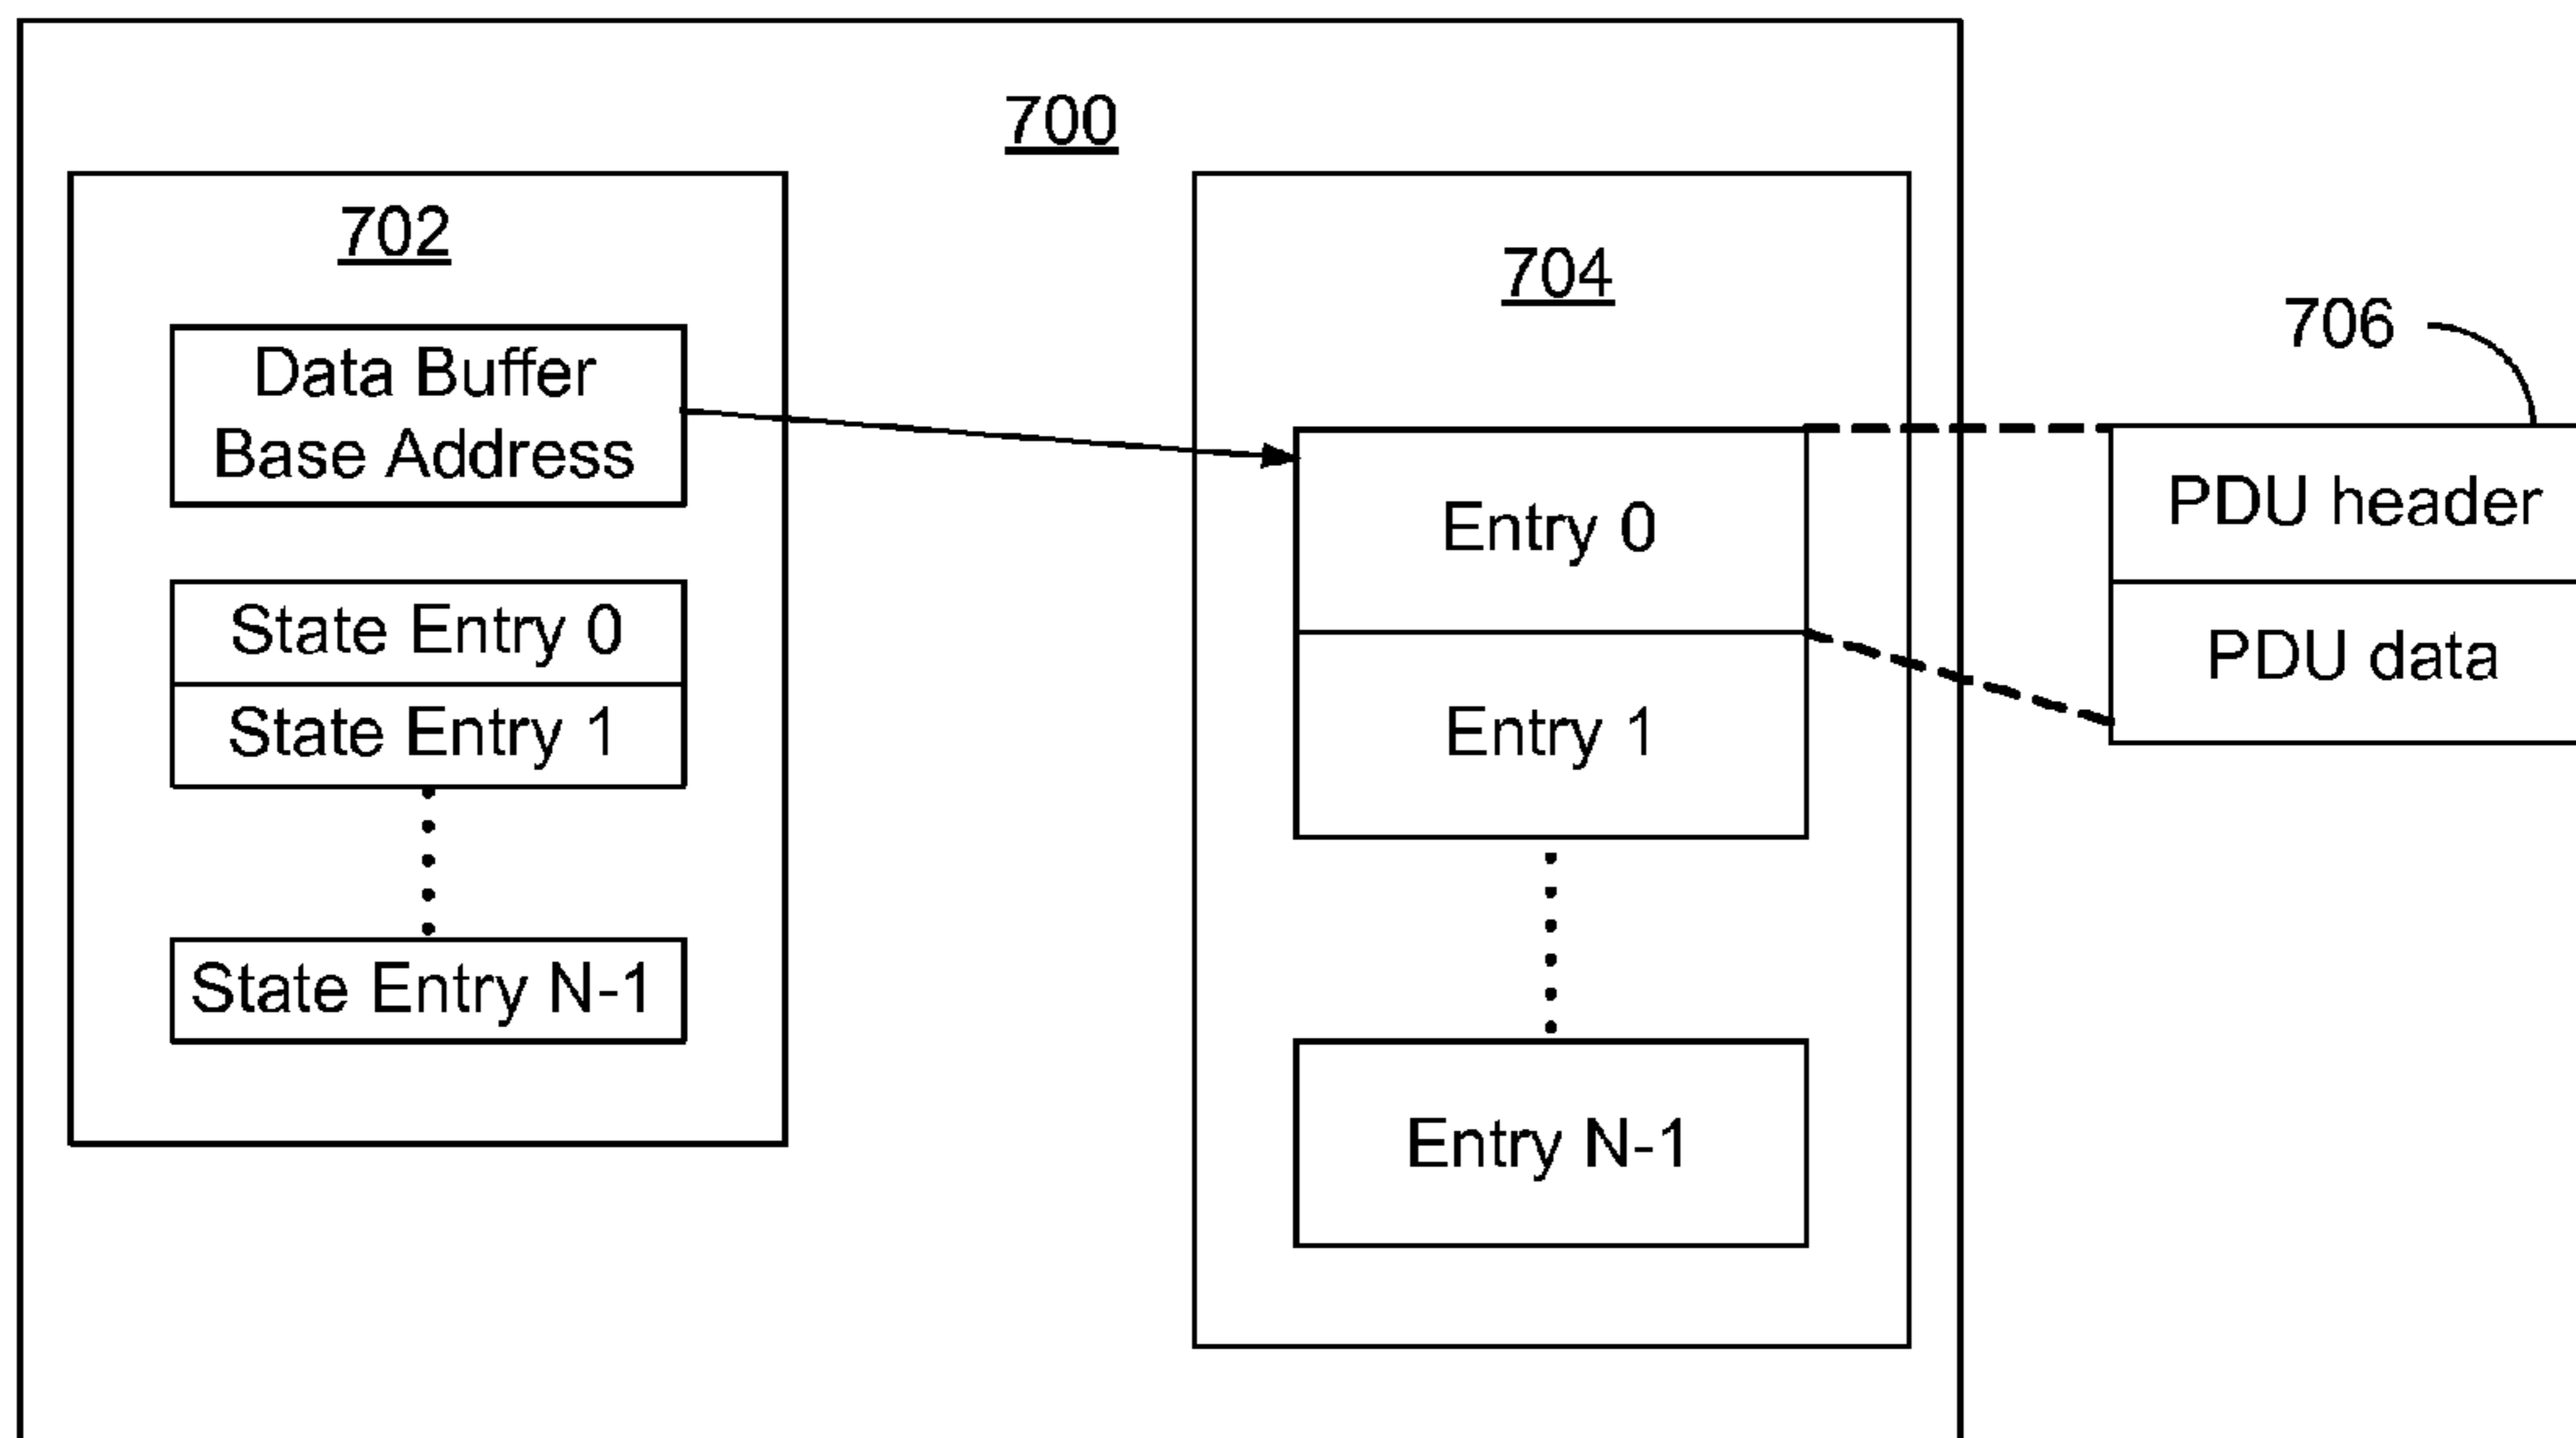 700
702
Data Buffer
Base Address
State Entry 0
State Entry 1
State Entry N-1
704
Entry 0
Entry 1
Entry N-1
706
PDU header
PDU data